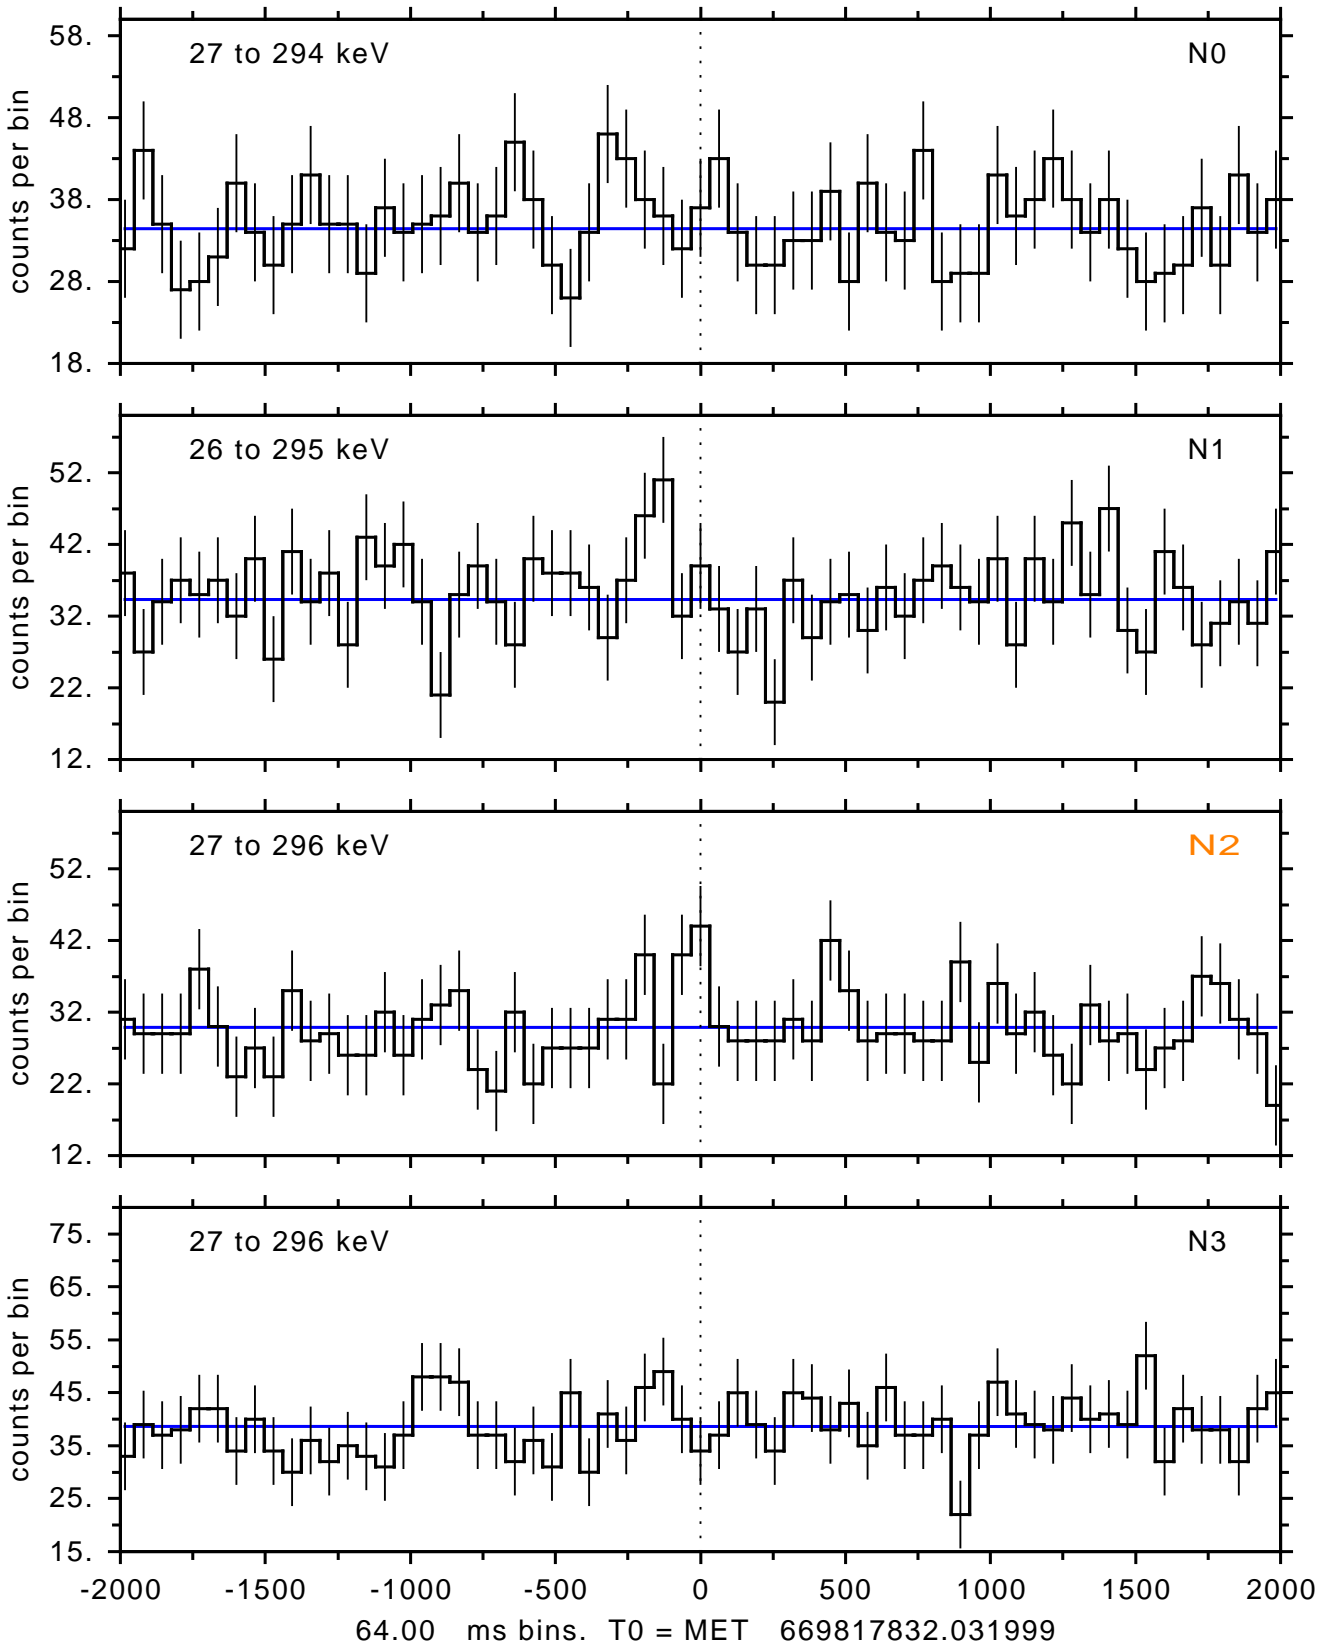 27 to 294 keV N0
58.
48.
38.
28.
18.
counts per bin
26 to 295 keV N1
52.
42.
32.
22.
12.
counts per bin
27 to 296 keV N2
52.
42.
32.
22.
12.
counts per bin
27 to 296 keV N3
75.
65.
55.
45.
35.
25.
15.
counts per bin
-2000 -1500 -1000 -500 0 500 1000 1500 2000
64.00 ms bins. T0 = MET 669817832.031999